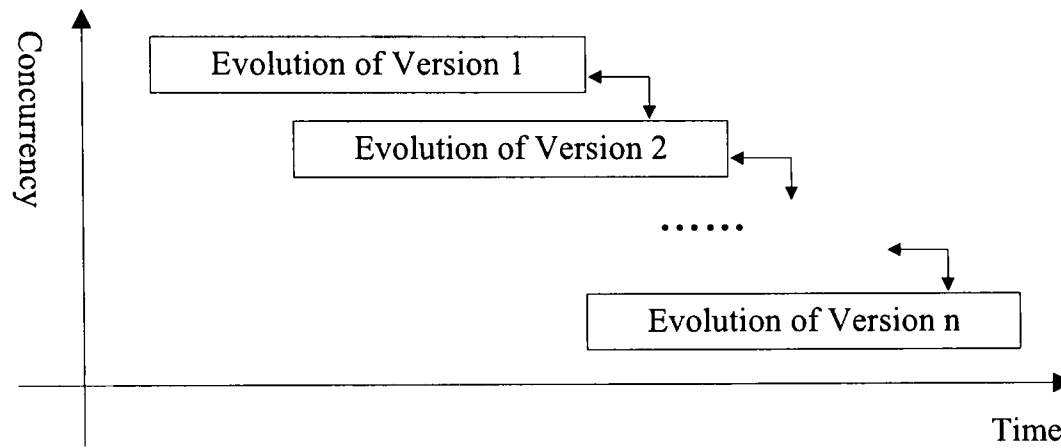 Concurrency
Evolution of Version 1
Evolution of Version 2
......
Evolution of Version n
Time